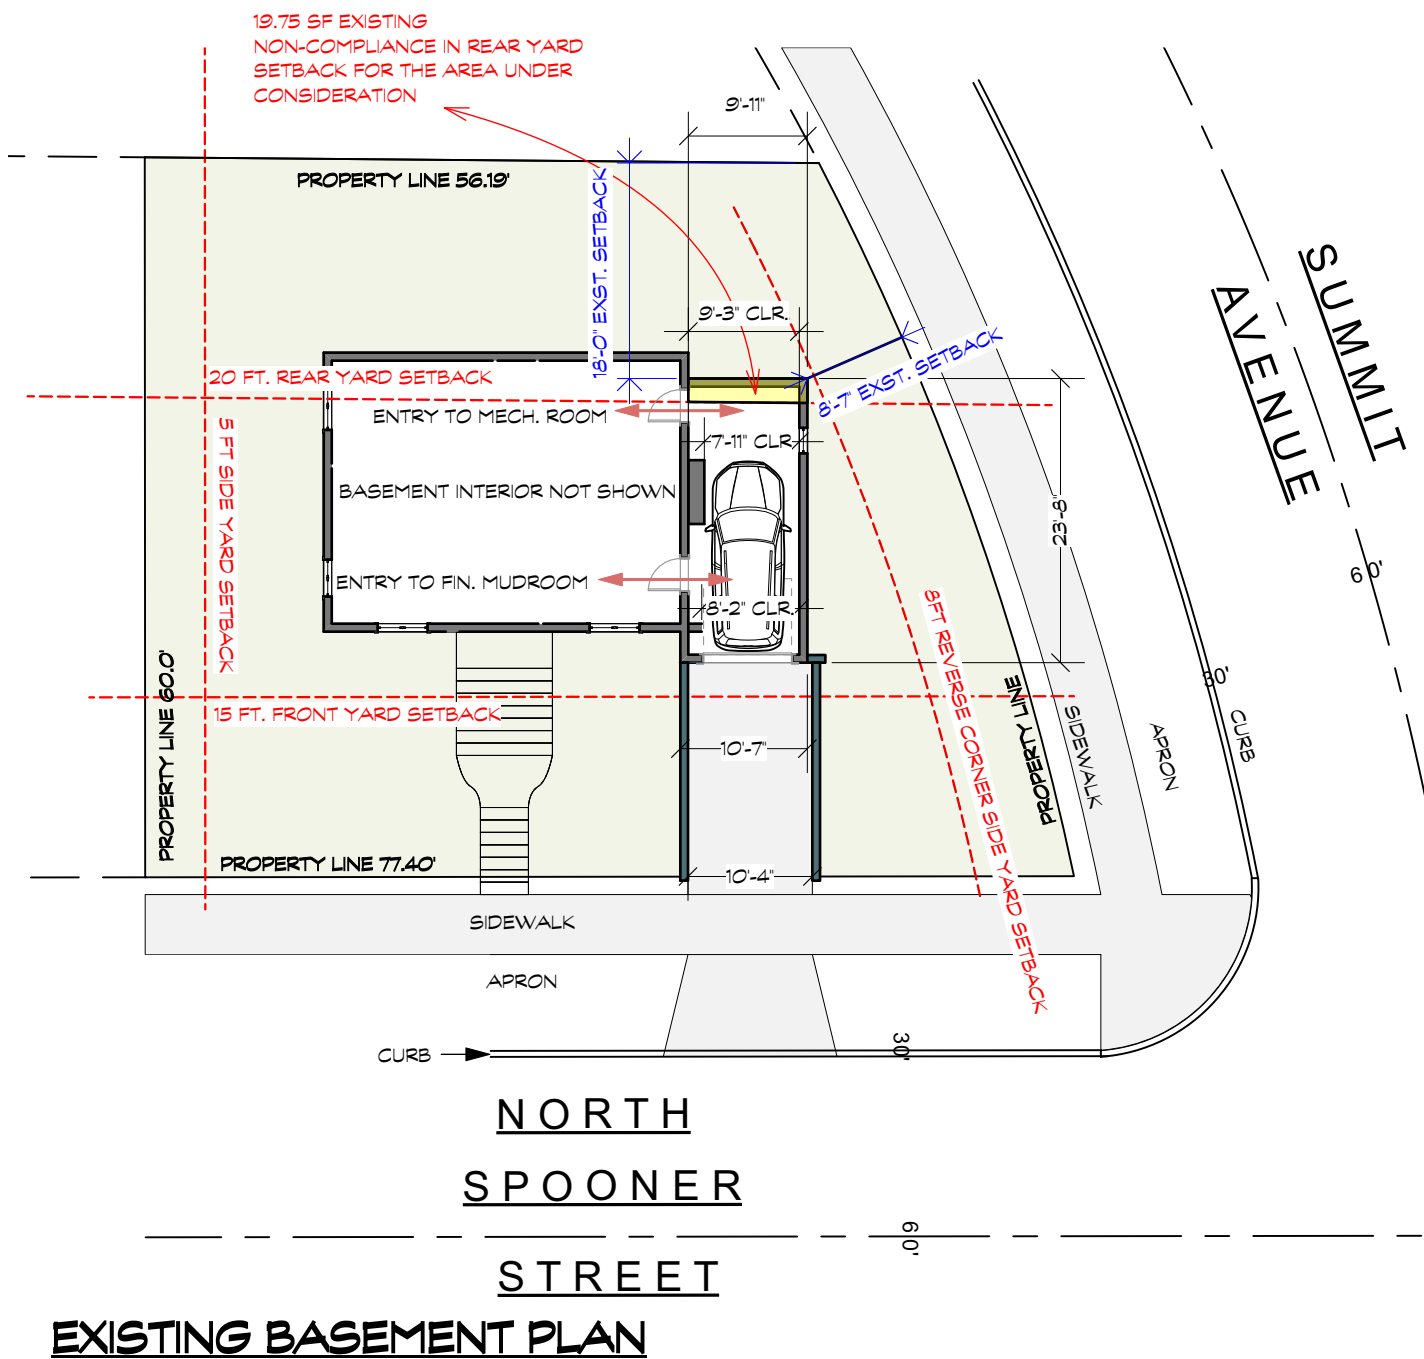 19.75 SF EXISTING
NON-COMPLIANCE IN REAR YARD
SETBACK FOR THE AREA UNDER
CONSIDERATION
9'-11"
PROPERTY LINE 56.19'
18'-0" EXST. SETBACK
9'-3" CLR.
8'-7" EXST. SETBACK
SUMMIT
AVENUE
20 FT. REAR YARD SETBACK
ENTRY TO MECH. ROOM
7'-11" CLR.
5 FT SIDE YARD SETBACK
BASEMENT INTERIOR NOT SHOWN
23'-8"
60'
ENTRY TO FIN. MUDROOM
8'-2" CLR.
8FT REVERSE CORNER SIDE YARD SETBACK
PROPERTY LINE 60.0'
15 FT. FRONT YARD SETBACK
PROPERTY LINE
SIDEWALK
APRON
30'
CURB
10'-7"
PROPERTY LINE 77.40'
10'-4"
SIDEWALK
APRON
CURB
30'
NORTH
SPOONER
60'
STREET
EXISTING BASEMENT PLAN